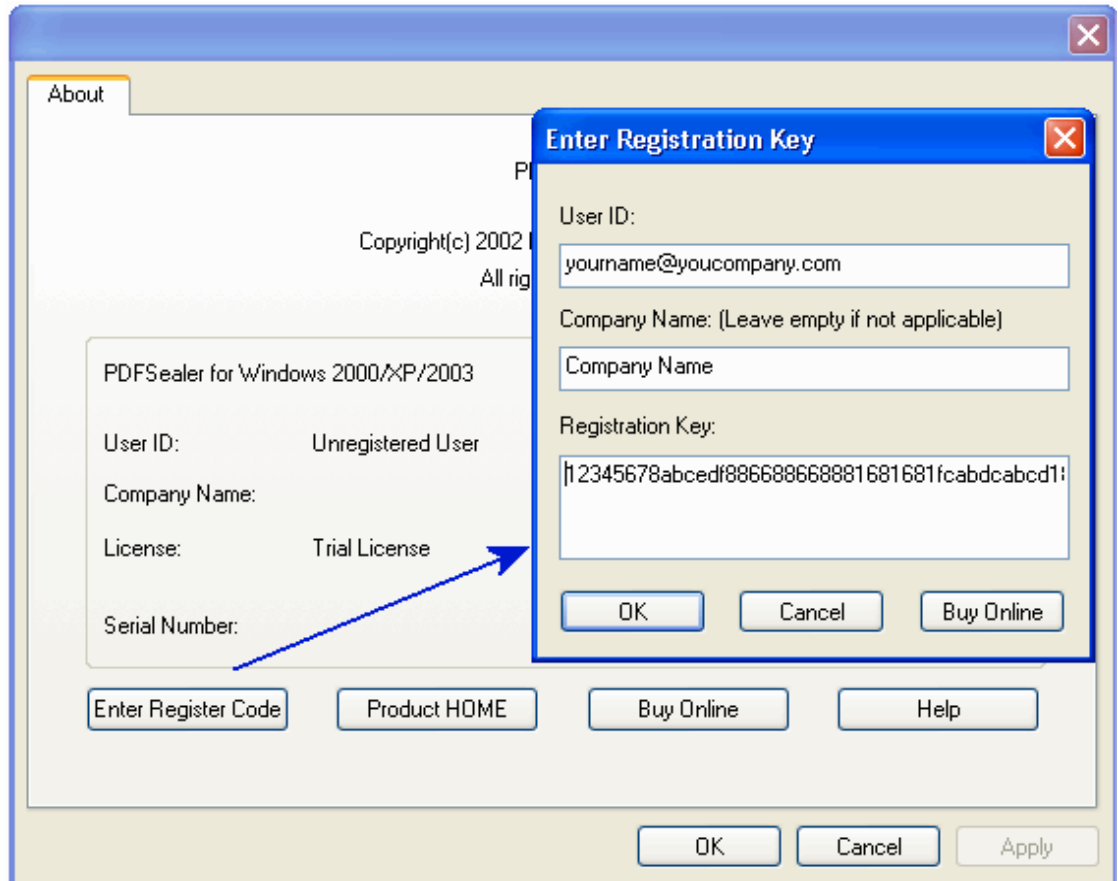 About
P
Copyright(c) 2002
All rig
PDFSealer for Windows 2000/XP/2003
User ID: Unregistered User
Company Name:
License: Trial License
Serial Number:
Enter Register Code Product HOME Buy Online Help
OK Cancel Apply
Enter Registration Key
User ID:
yourname@youcompany.com
Company Name: (Leave empty if not applicable)
Company Name
Registration Key:
12345678abcedf886688668881681681fcabdcabcd1
OK Cancel Buy Online